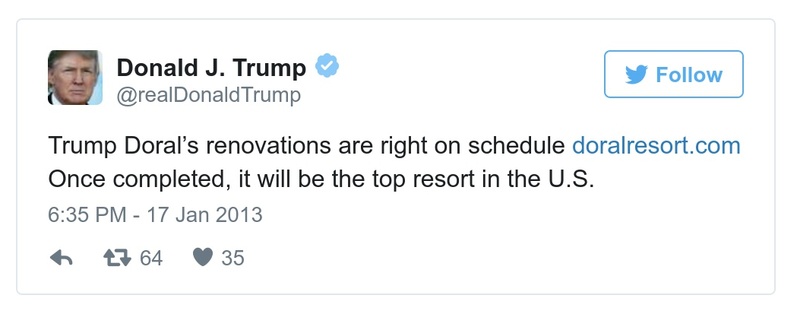 Donald J. Trump
@realDonaldTrump
Follow
Trump Doral’s renovations are right on schedule doralresort.com
Once completed, it will be the top resort in the U.S.
6:35 PM - 17 Jan 2013
64 35